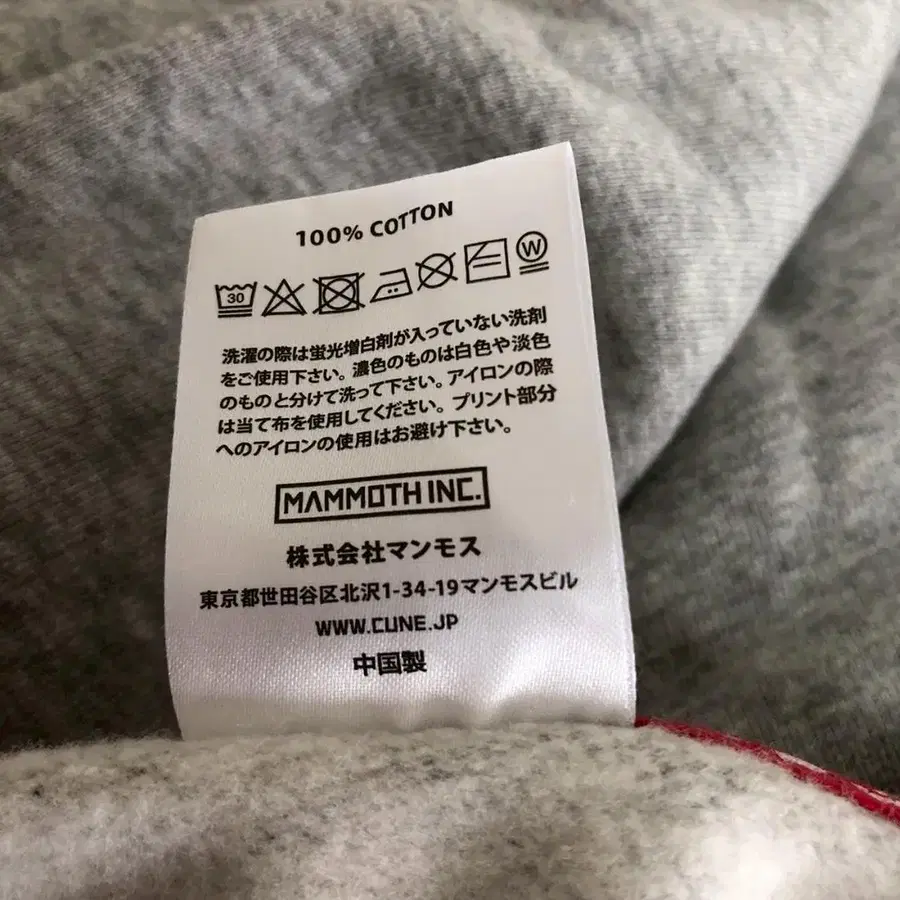 100% COTTON
30
W
洗濯の際は蛍光増白剤が入っていない洗剤
をご使用下さい。濃色のものは白色や淡色
のものと分けて洗って下さい。アイロンの際
は当て布を使用してください。プリント部分
へのアイロンの使用はお避け下さい。
MAMMOTH INC.
株式会社マンモス
東京都世田谷区北沢1-34-19マンモスビル
WWW.CUNE.JP
中国製